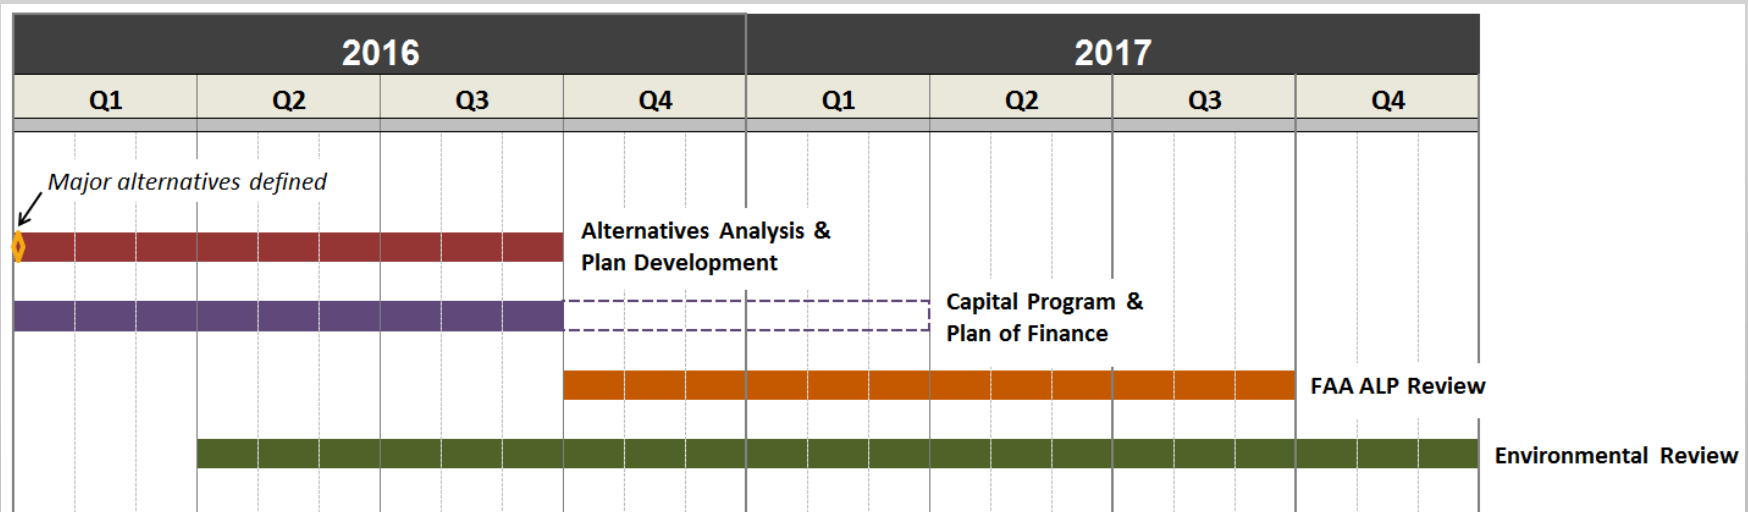 2016 2017
Q1 Q2 Q3 Q4 Q1 Q2 Q3 Q4
Major alternatives defined
Alternatives Analysis &
Plan Development
Capital Program &
Plan of Finance
FAA ALP Review
Environmental Review